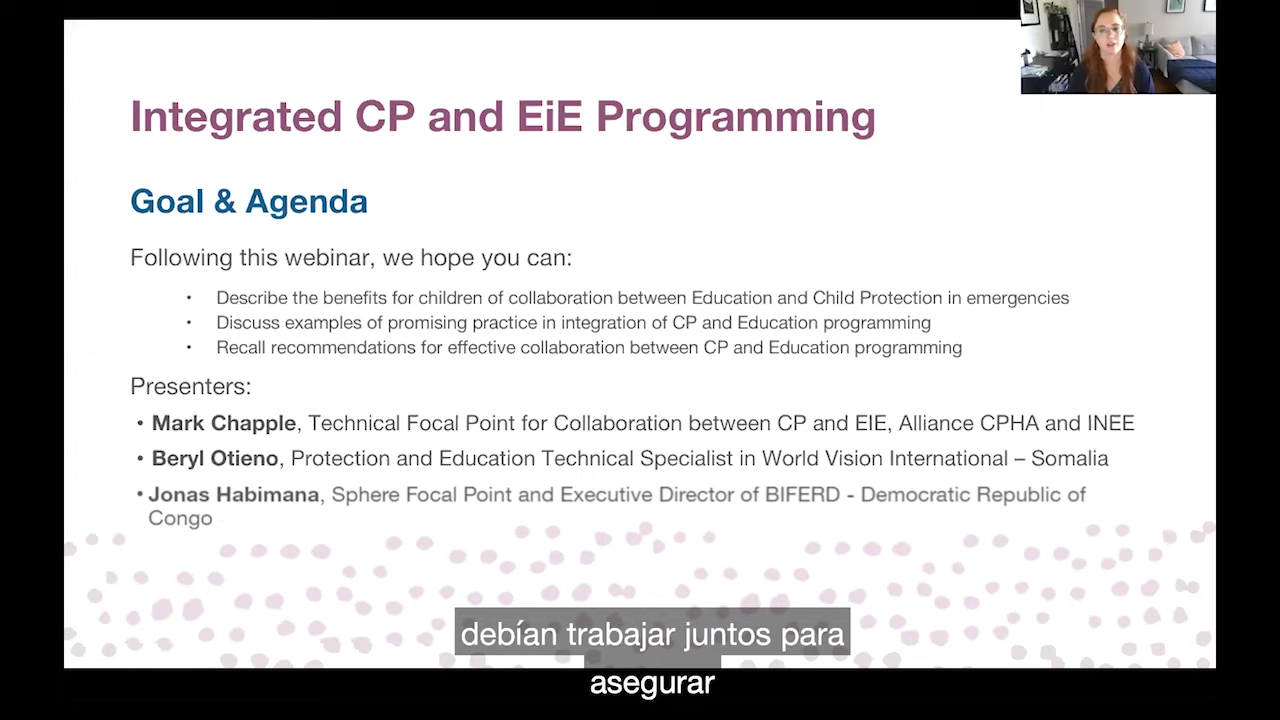 Integrated CP and EiE Programming
Goal & Agenda
Following this webinar, we hope you can:
• Describe the benefits for children of collaboration between Education and Child Protection in emergencies
• Discuss examples of promising practice in integration of CP and Education programming
• Recall recommendations for effective collaboration between CP and Education programming
Presenters:
• Mark Chapple, Technical Focal Point for Collaboration between CP and EIE, Alliance CPHA and INEE
• Beryl Otieno, Protection and Education Technical Specialist in World Vision International – Somalia
• Jonas Habimana, Sphere Focal Point and Executive Director of BIFERD - Democratic Republic of
Congo
debían trabajar juntos para
asegurar